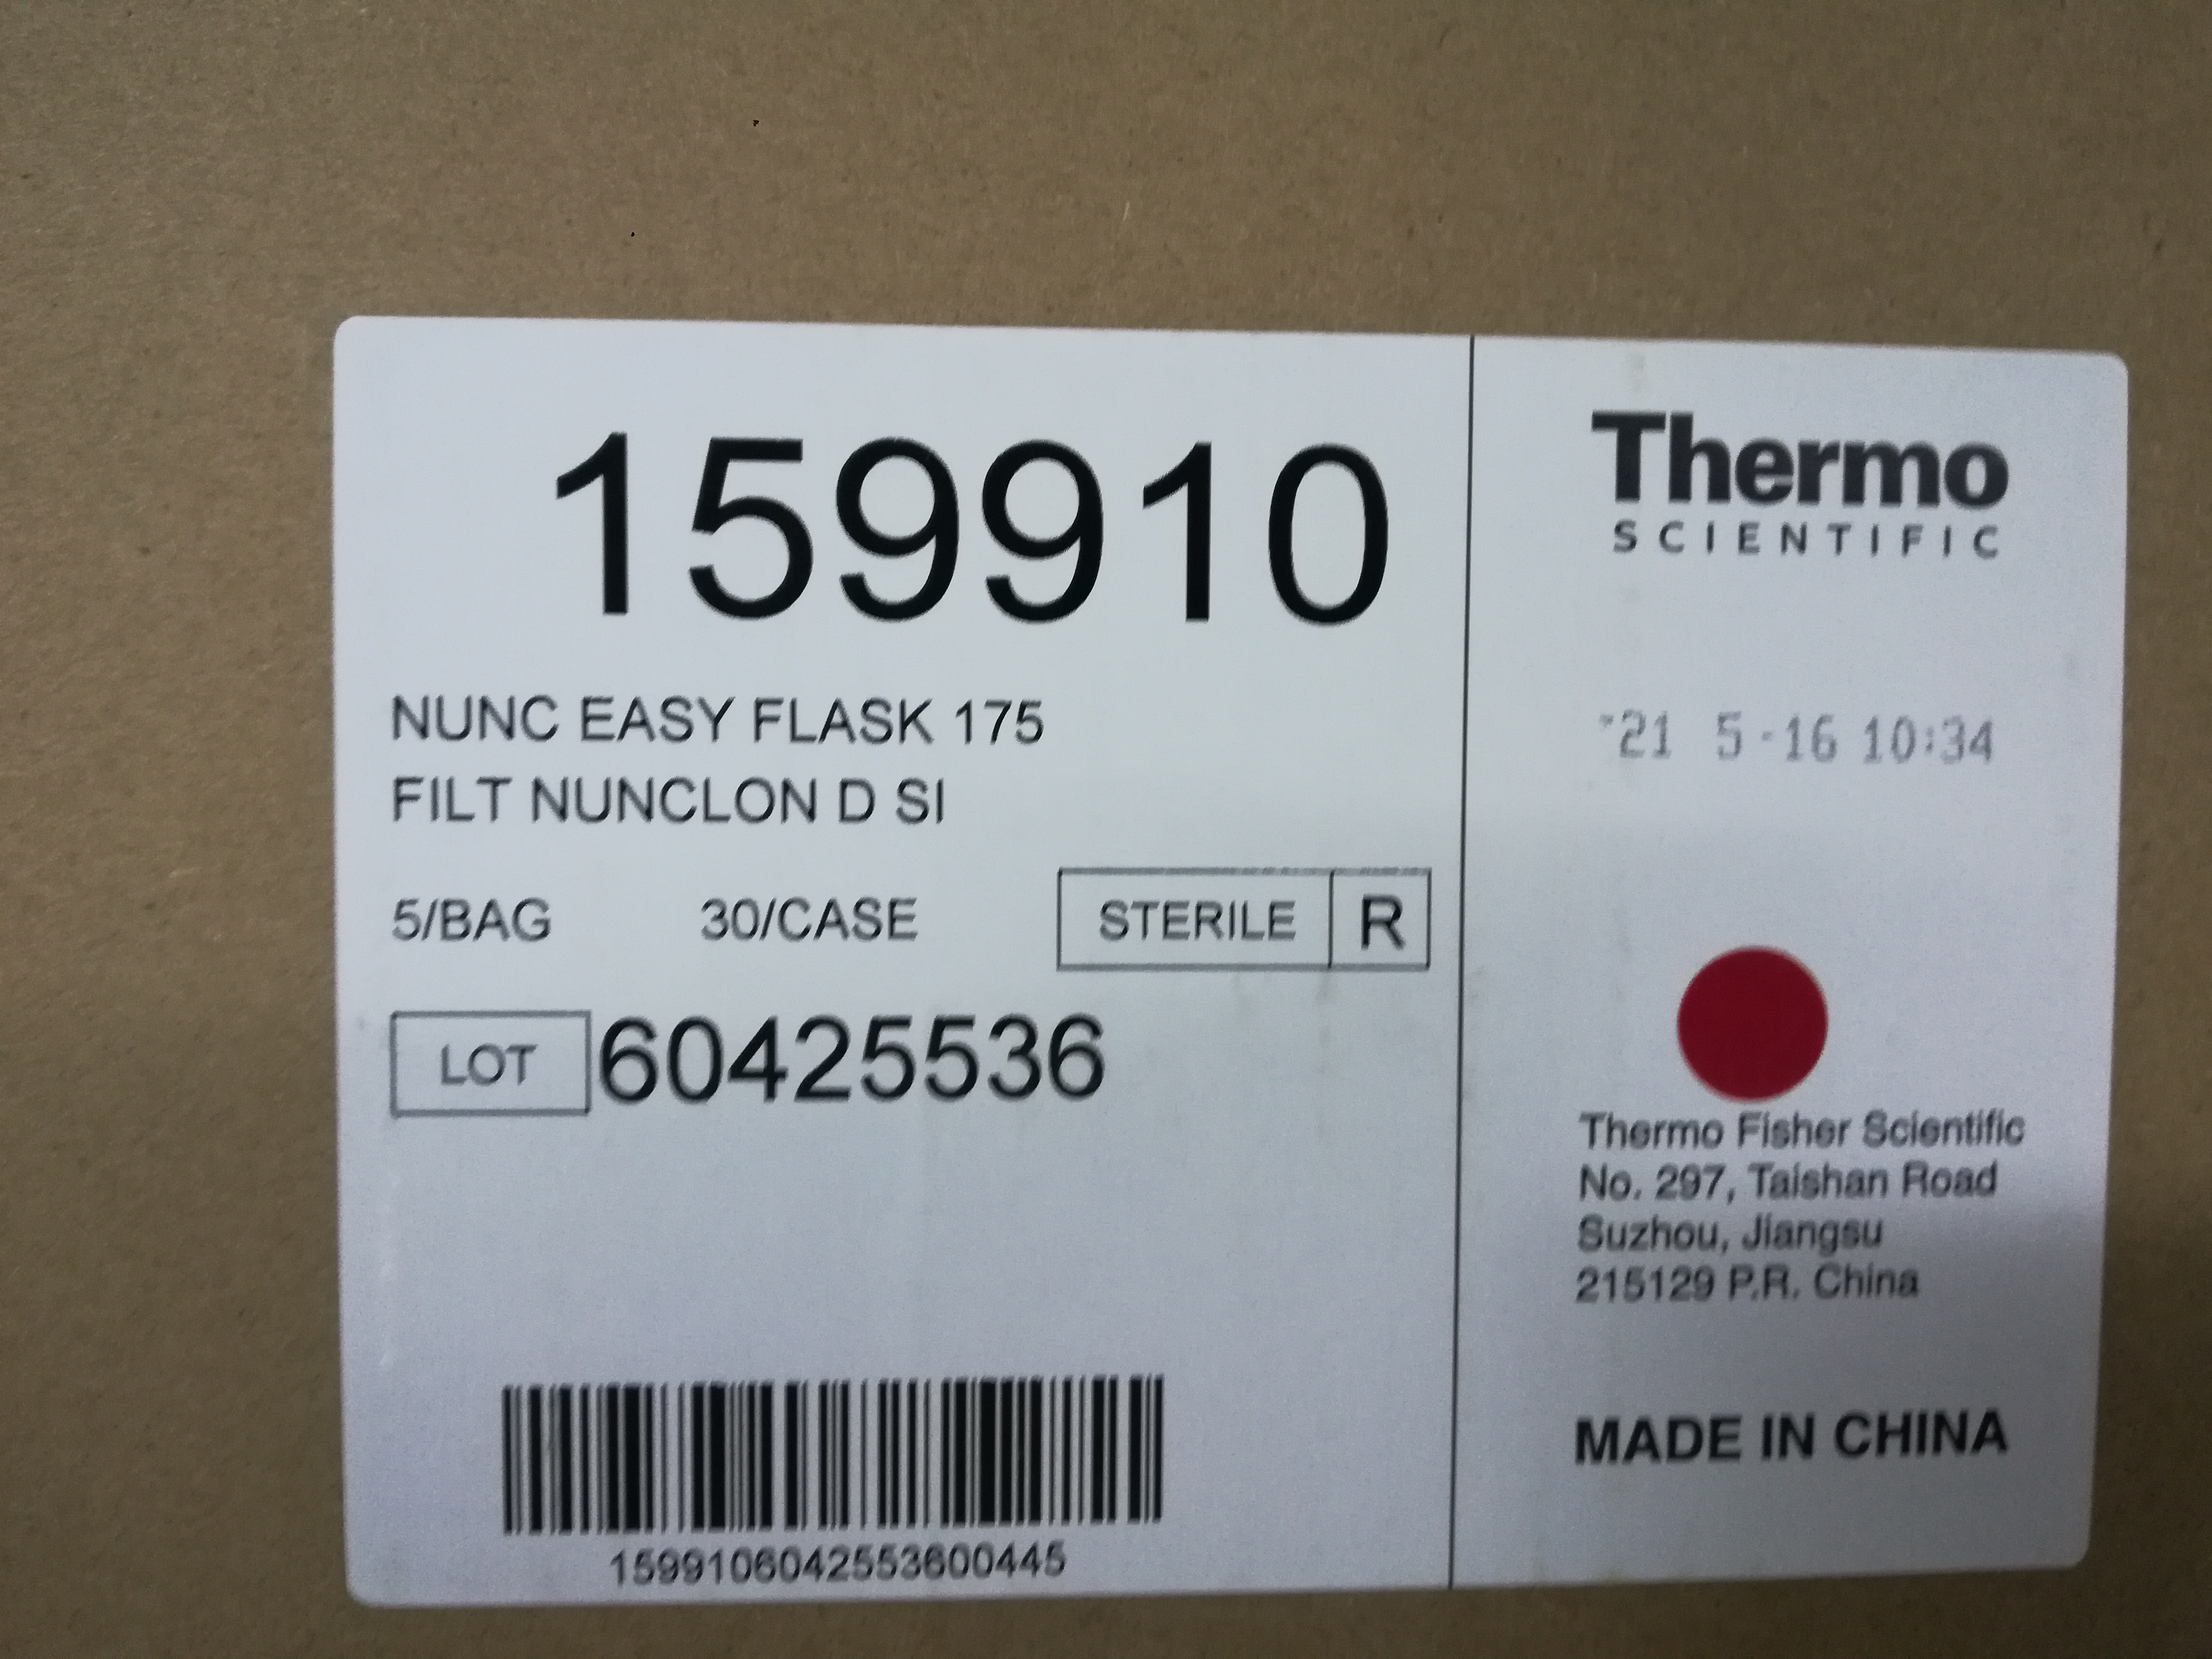 159910
NUNC EASY FLASK 175
FILT NUNCLON D SI
5/BAG 30/CASE STERILE R
LOT 60425536
1599106042553600445
Thermo
SCIENTIFIC
'21 5-16 10:34
Thermo Fisher Scientific
No. 297, Taishan Road
Suzhou, Jiangsu
215129 P.R. China
MADE IN CHINA